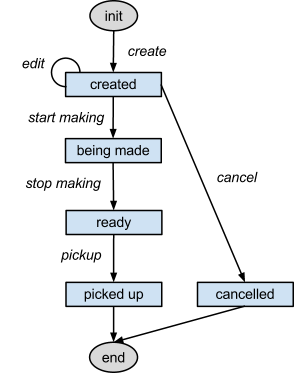 init
create
edit
created
start making
being made
stop making
cancel
ready
pickup
picked up
cancelled
end